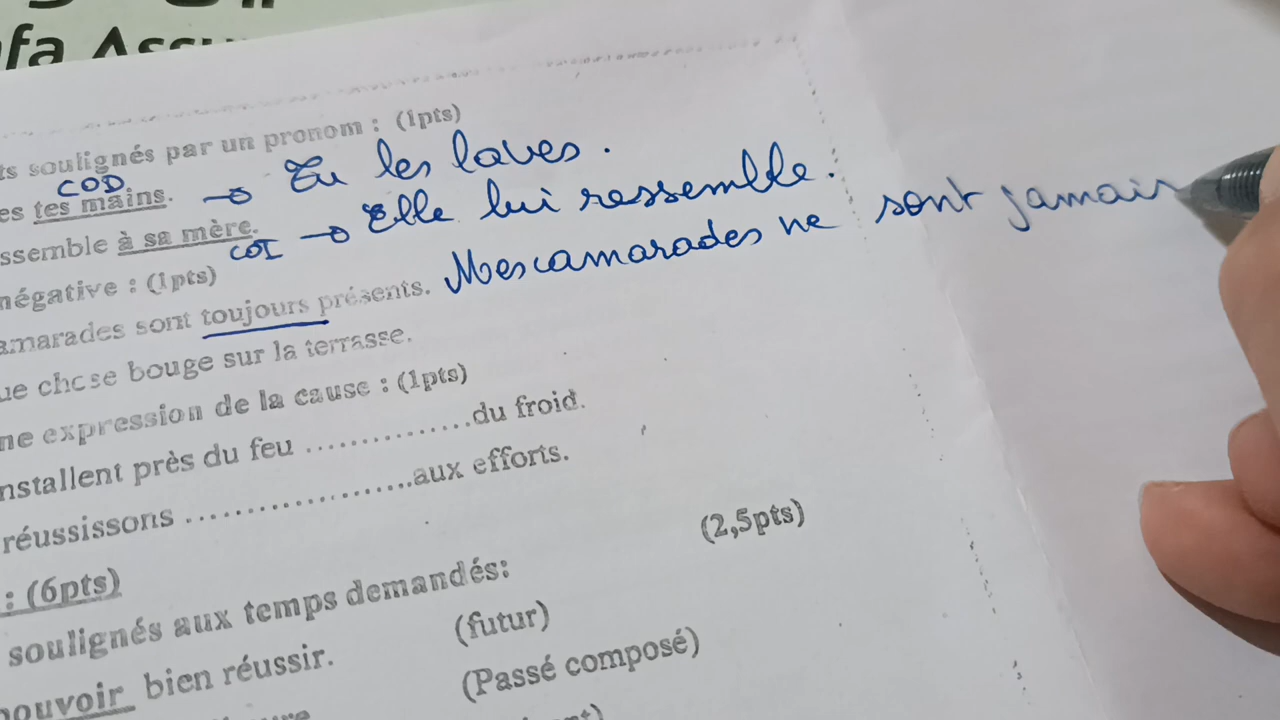 fa Assu
ts soulignés par un pronom : (1pts)
COD
es tes mains. → Tu les laves.
ssemble à sa mère. → Elle lui ressemble.
COI
négative : (1pts)
amarades sont toujours présents. Mes camarades ne sont jamais
ue chose bouge sur la terrasse.
ne expression de la cause : (1pts)
nstallent près du feu ...............du froid.
réussissons .....................aux efforts.
(2,5pts)
: (6pts)
soulignés aux temps demandés:
(futur)
pouvoir bien réussir.
(Passé composé)